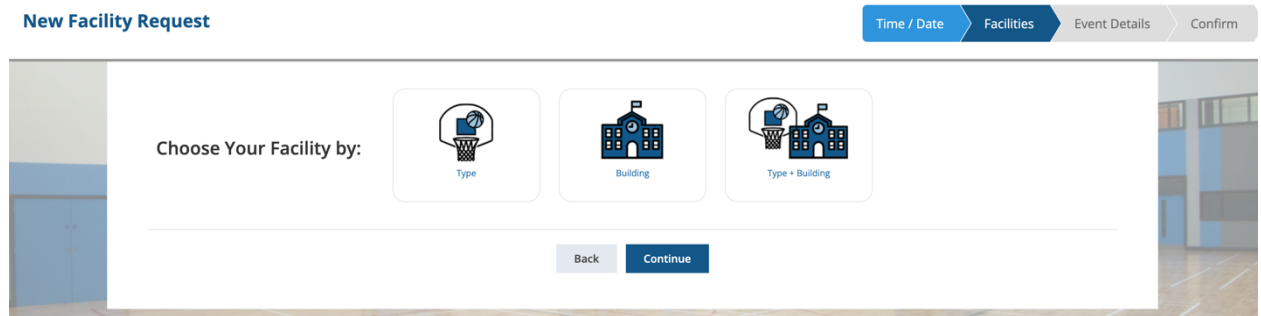 New Facility Request
Time / Date
Facilities
Event Details
Confirm
Choose Your Facility by:
Type
Building
Type + Building
Back
Continue